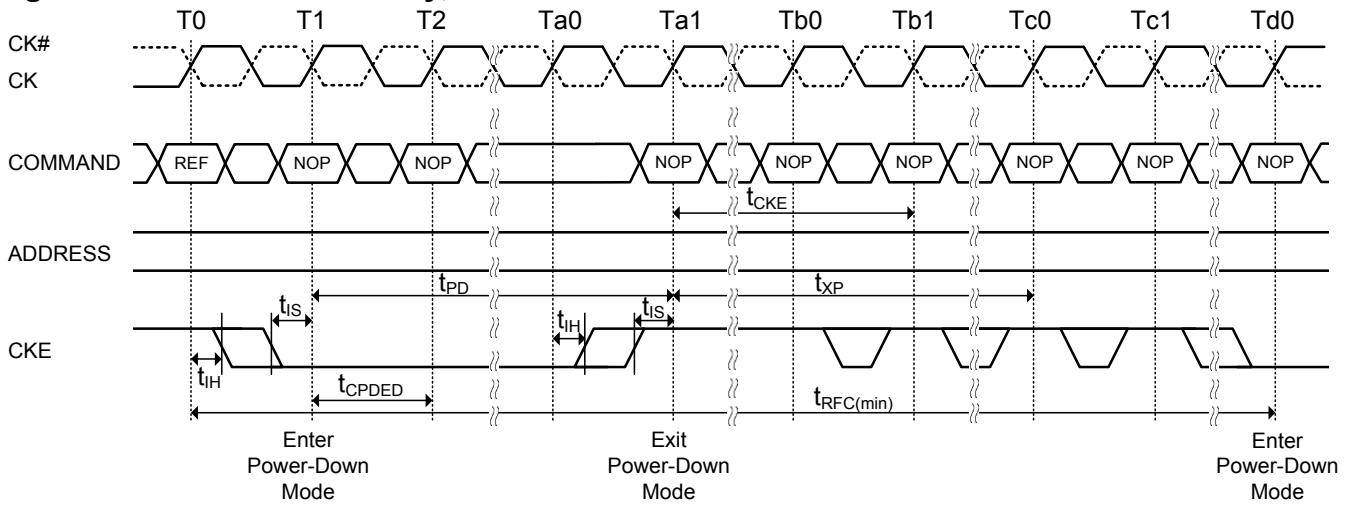 T0 T1 T2 Ta0 Ta1 Tb0 Tb1 Tc0 Tc1 Td0
CK#
CK
COMMAND REF NOP NOP NOP NOP NOP NOP NOP NOP
tCKE
ADDRESS
tPD tXP
tIS tIH tIS
CKE
tIH
tCPDED
tRFC(min)
Enter
Power-Down
Mode
Exit
Power-Down
Mode
Enter
Power-Down
Mode